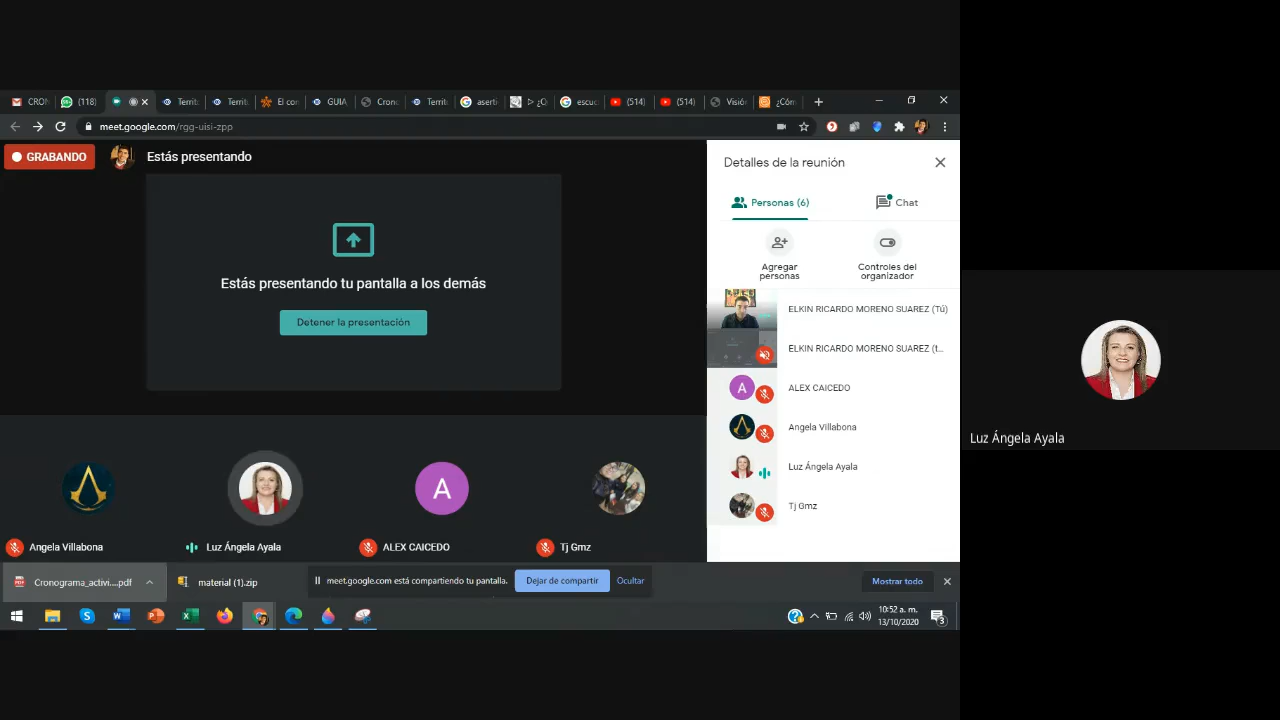 CRON
(118)
Territ
Territ
El con
GUIA
Crono
Territ
aserti
¿Q
escuc
(514)
(514)
Visió
¿Cóm
meet.google.com/rgg-uisi-zpp
GRABANDO
Estás presentando
Estás presentando tu pantalla a los demás
Detener la presentación
Detalles de la reunión
Personas (6)
Chat
Agregar
personas
Controles del
organizador
ELKIN RICARDO MORENO SUAREZ (Tú)
ELKIN RICARDO MORENO SUAREZ (t...
A
ALEX CAICEDO
Angela Villabona
Luz Ángela Ayala
Tj Gmz
A
Angela Villabona
Luz Ángela Ayala
ALEX CAICEDO
Tj Gmz
Cronograma_activi....pdf
material (1).zip
meet.google.com está compartiendo tu pantalla.
Dejar de compartir
Ocultar
Mostrar todo
10:52 a. m.
13/10/2020
3
Luz Ángela Ayala